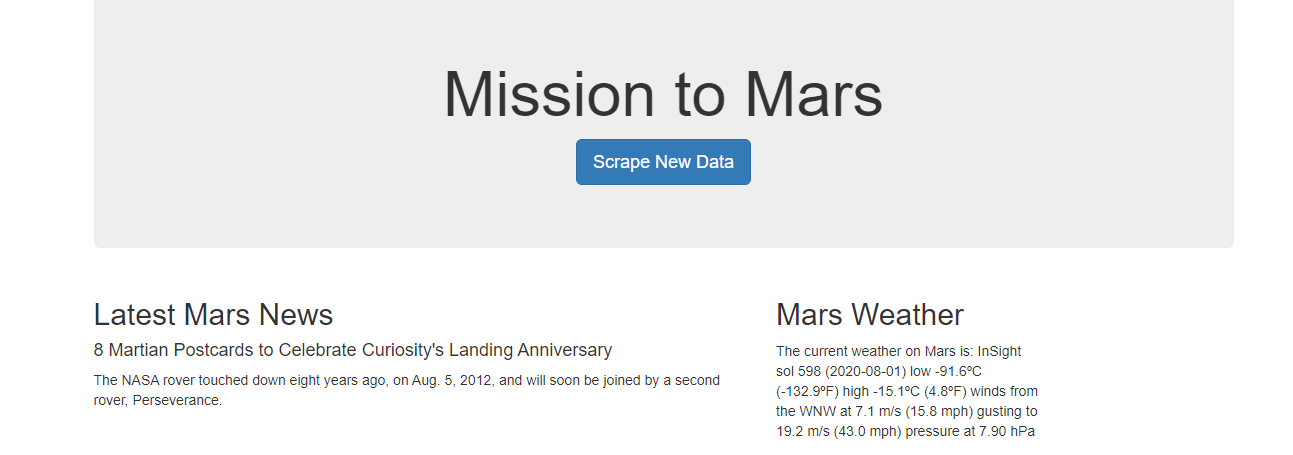 Mission to Mars
Scrape New Data
Latest Mars News
8 Martian Postcards to Celebrate Curiosity's Landing Anniversary
The NASA rover touched down eight years ago, on Aug. 5, 2012, and will soon be joined by a second
rover, Perseverance.
Mars Weather
The current weather on Mars is: InSight
sol 598 (2020-08-01) low -91.6ºC
(-132.9ºF) high -15.1ºC (4.8ºF) winds from
the WNW at 7.1 m/s (15.8 mph) gusting to
19.2 m/s (43.0 mph) pressure at 7.90 hPa